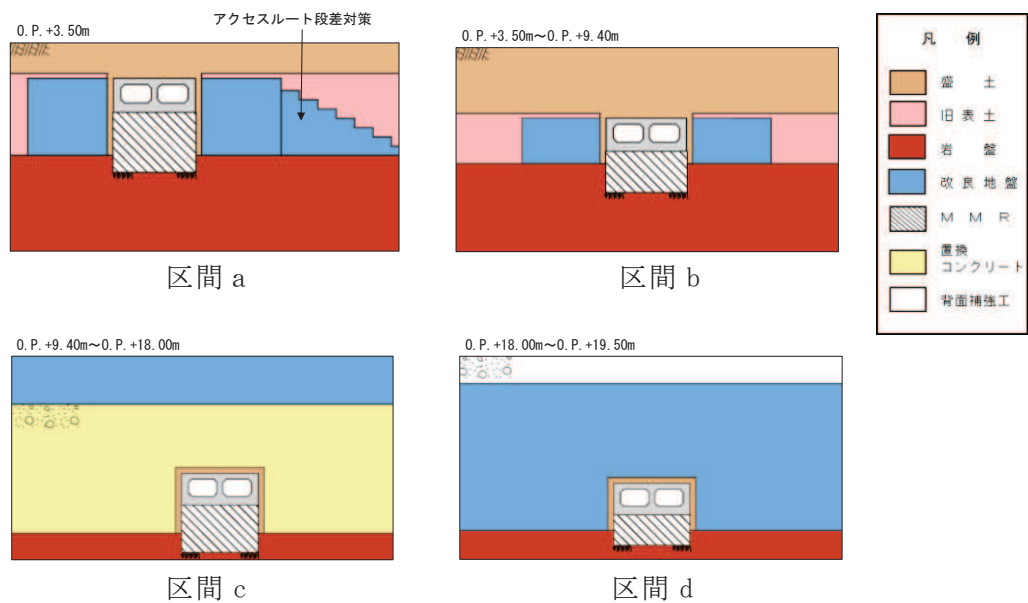 アクセスルート段差対策
O.P.+3.50m
区間 a
O.P.+3.50m～O.P.+9.40m
区間 b
凡 例
盛 土
旧 表 土
岩 盤
改 良 地 盤
M M R
置換
コンクリート
背面補強工
O.P.+9.40m～O.P.+18.00m
区間 c
O.P.+18.00m～O.P.+19.50m
区間 d